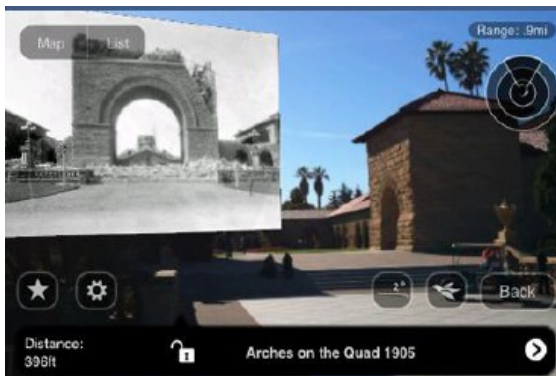 Map
List
Range: .9mi
Back
Distance:
396ft
Arches on the Quad 1905